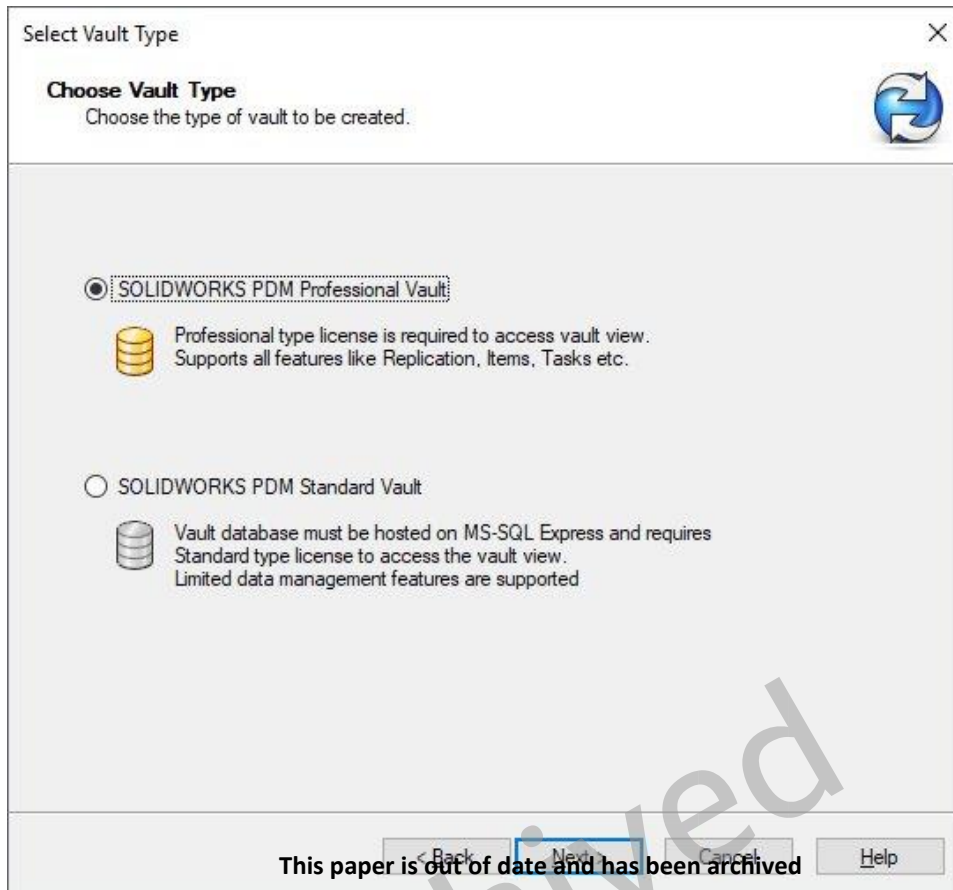 Select Vault Type
Choose Vault Type
Choose the type of vault to be created.
SOLIDWORKS PDM Professional Vault
Professional type license is required to access vault view.
Supports all features like Replication, Items, Tasks etc.
SOLIDWORKS PDM Standard Vault
Vault database must be hosted on MS-SQL Express and requires
Standard type license to access the vault view.
Limited data management features are supported
< Back Next > Cancel Help
This paper is out of date and has been archived